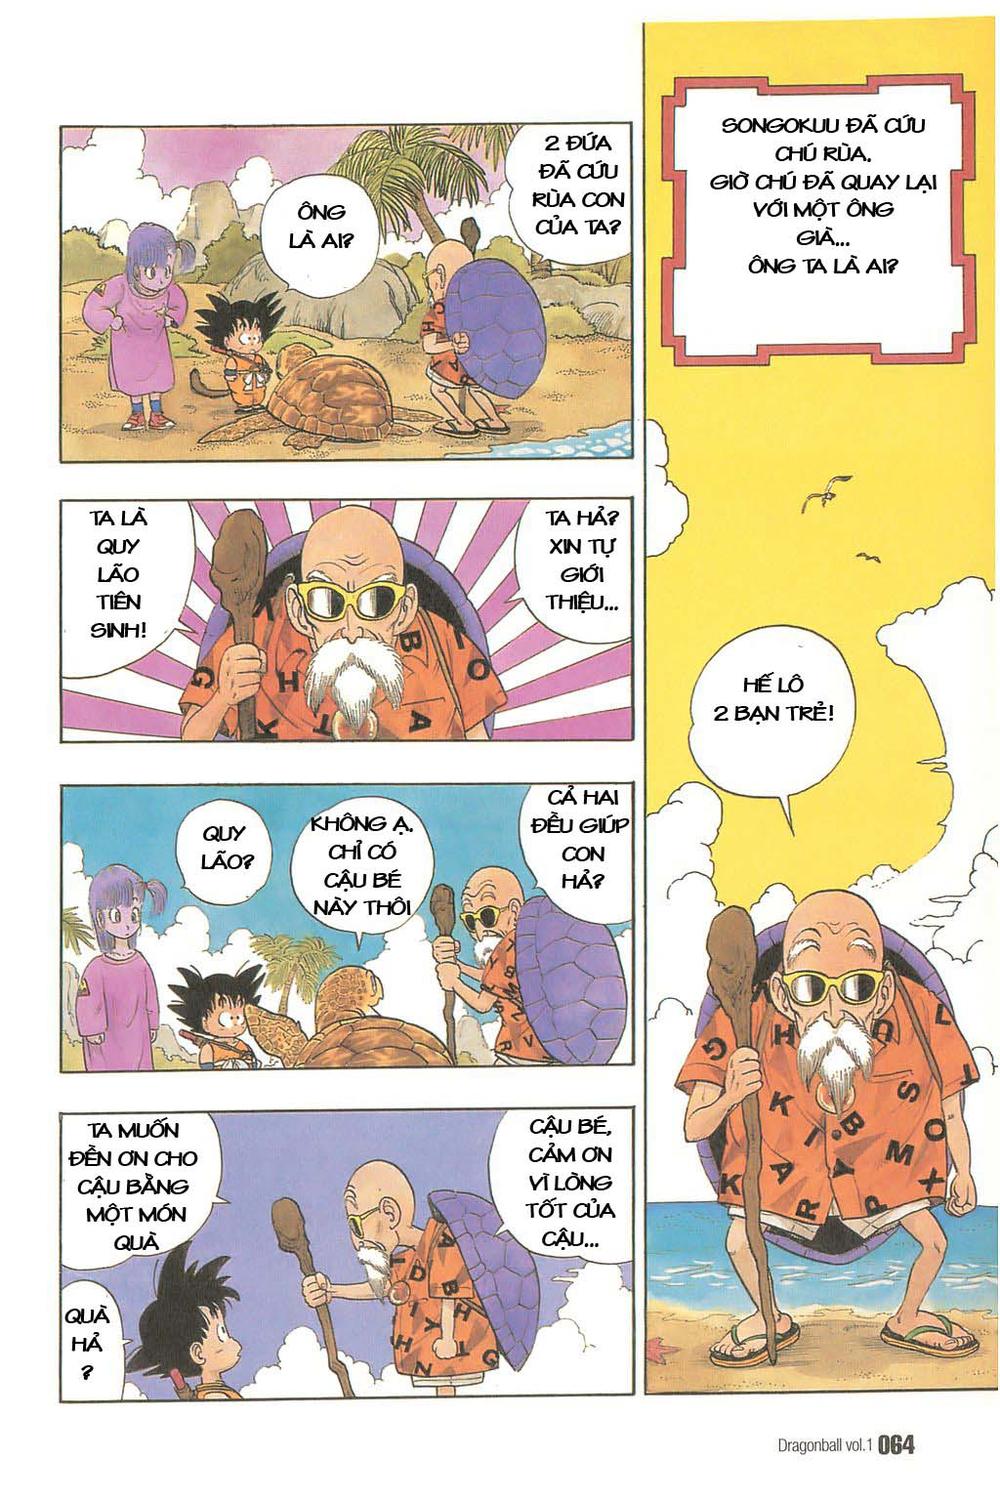 SONGOKUU ĐÃ CỨU
CHÚ RÙA.
GIỜ CHÚ ĐÃ QUAY LẠI
VỚI MỘT ÔNG
GIÀ...
ÔNG TA LÀ AI?
HẾ LÔ
2 BẠN TRẺ!
2 ĐỨA
ĐÃ CỨU
RÙA CON
CỦA TA?
ÔNG
LÀ AI?
TA HẢ?
XIN TỰ
GIỚI
THIỆU...
TA LÀ
QUY
LÃO
TIÊN
SINH!
CẢ HAI
ĐỀU GIÚP
CON
HẢ?
KHÔNG Ạ,
CHỈ CÓ
CẬU BÉ
NÀY THÔI
QUY
LÃO?
CẬU BÉ,
CẢM ƠN
VÌ LÒNG
TỐT CỦA
CẬU...
TA MUỐN
ĐỀN ƠN CHO
CẬU BẰNG
MỘT MÓN
QUÀ
QUÀ
HẢ
?
Dragonball vol.1 064